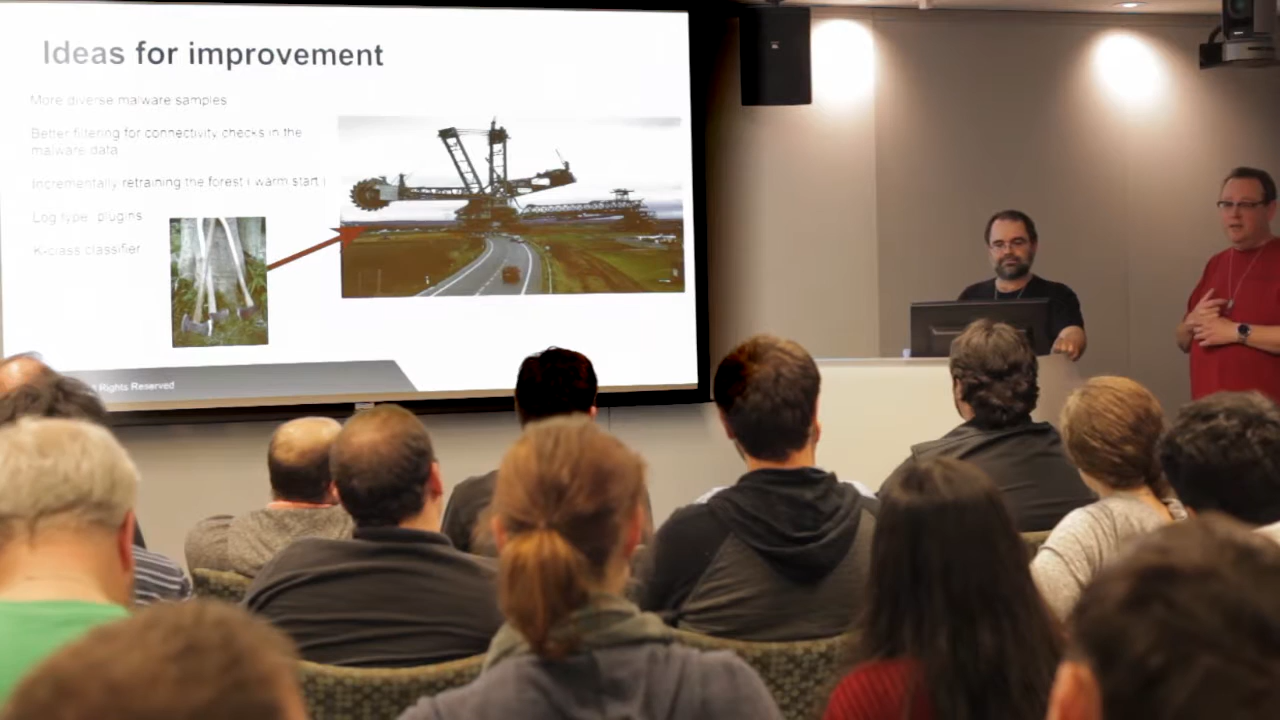 Ideas for improvement
More diverse malware samples
Better filtering for connectivity checks in the
malware data
Incrementally retraining the forest ( warm start )
Log type plugins
K-class classifier
Rights Reserved